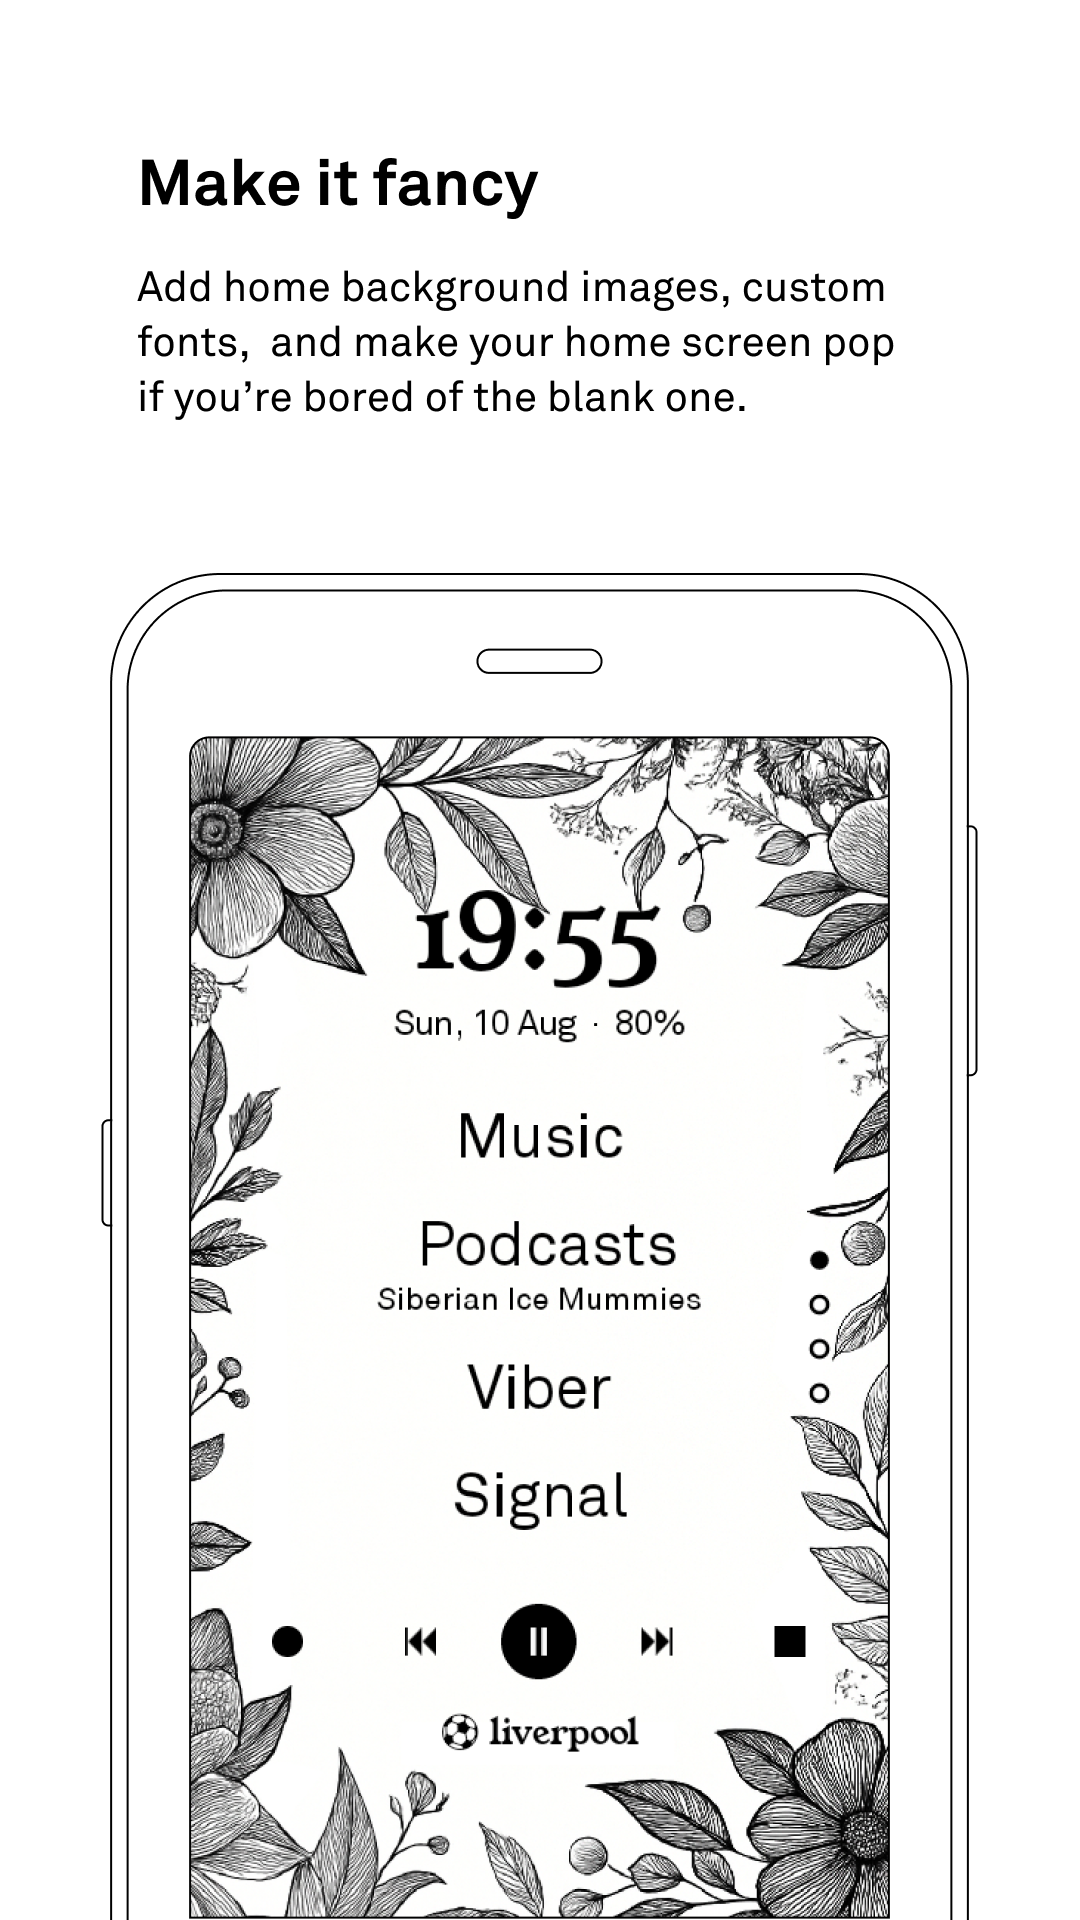 Make it fancy
Add home background images, custom
fonts,  and make your home screen pop
if you’re bored of the blank one.
19:55
Sun, 10 Aug · 80%
Music
Podcasts
Siberian Ice Mummies
Viber
Signal
liverpool